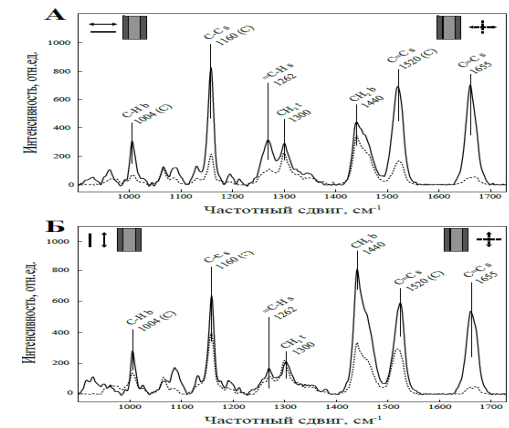 А
Интенсивность, отн.ед.
1000
800
600
400
200
0
C-H b
1004 (C)
C-C s
1160 (C)
=C-H s
1262
CH₂ t
1300
CH₂ b
1440
C=C s
1520 (C)
C=C s
1655
1000
1100
1200
1300
1400
1500
1600
1700
Частотный сдвиг, см⁻¹
Б
Интенсивность, отн.ед.
1000
800
600
400
200
0
C-H b
1004 (C)
C-C s
1160 (C)
=C-H s
1262
CH₂ t
1300
CH₂ b
1440
C=C s
1520 (C)
C=C s
1655
1000
1100
1200
1300
1400
1500
1600
1700
Частотный сдвиг, см⁻¹